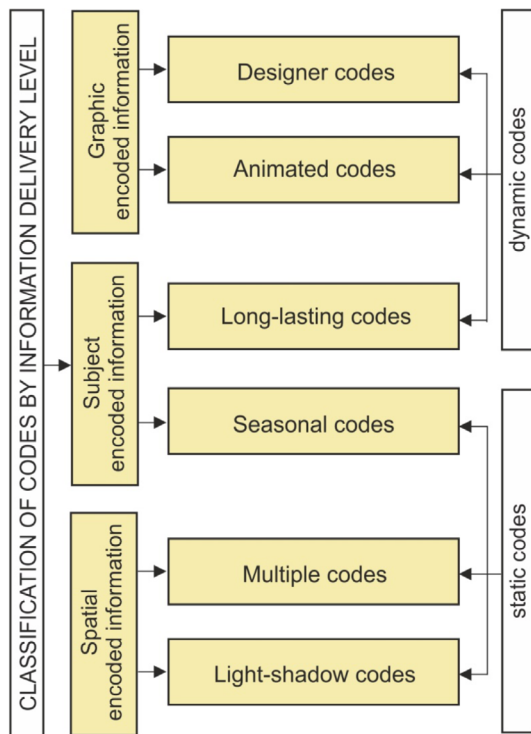 CLASSIFICATION OF CODES BY INFORMATION DELIVERY LEVEL
Graphic
encoded information
Designer codes
Animated codes
Subject
encoded information
Long-lasting codes
Seasonal codes
Spatial
encoded information
Multiple codes
Light-shadow codes
dynamic codes
static codes